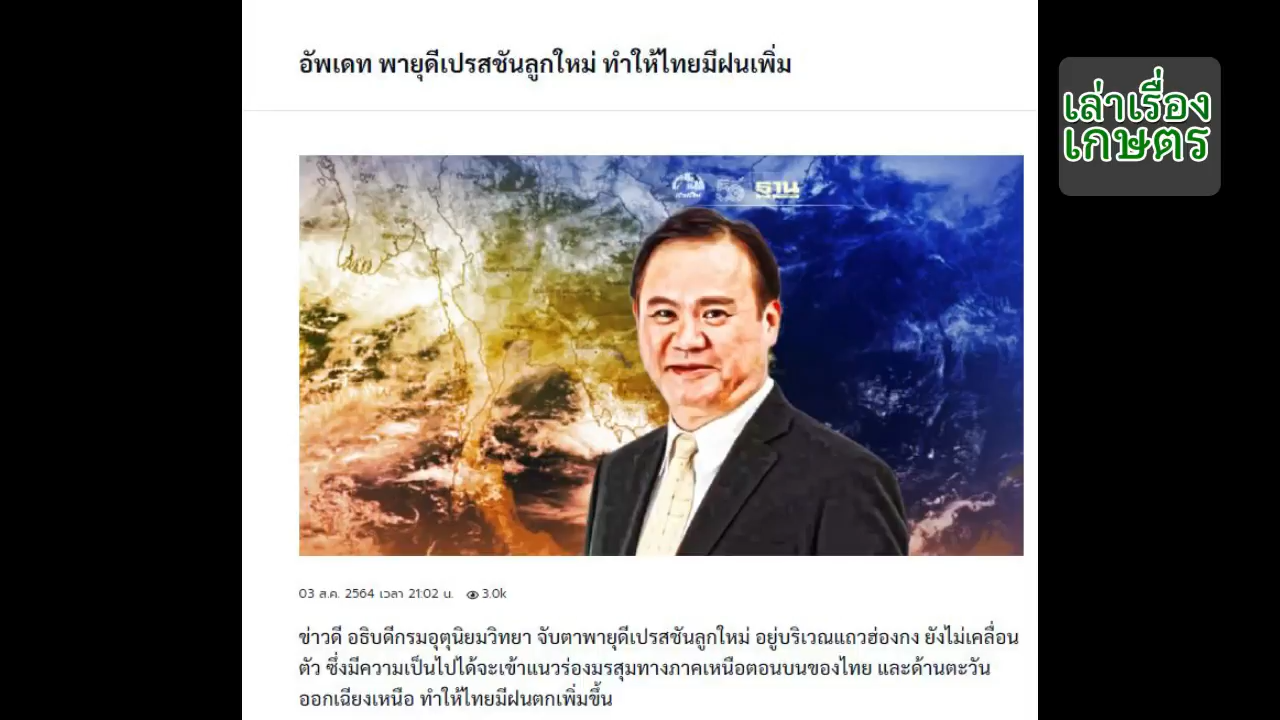 อัพเดท พายุดีเปรสชันลูกใหม่ ทำให้ไทยมีฝนเพิ่ม
เล่าเรื่อง
เกษตร
ฐาน
03 ส.ค. 2564 เวลา 21:02 น. 3.0k
ข่าวดี อธิบดีกรมอุตุนิยมวิทยา จับตาพายุดีเปรสชันลูกใหม่ อยู่บริเวณแถวฮ่องกง ยังไม่เคลื่อน
ตัว ซึ่งมีความเป็นไปได้จะเข้าแนวร่องมรสุมทางภาคเหนือตอนบนของไทย และด้านตะวัน
ออกเฉียงเหนือ ทำให้ไทยมีฝนตกเพิ่มขึ้น